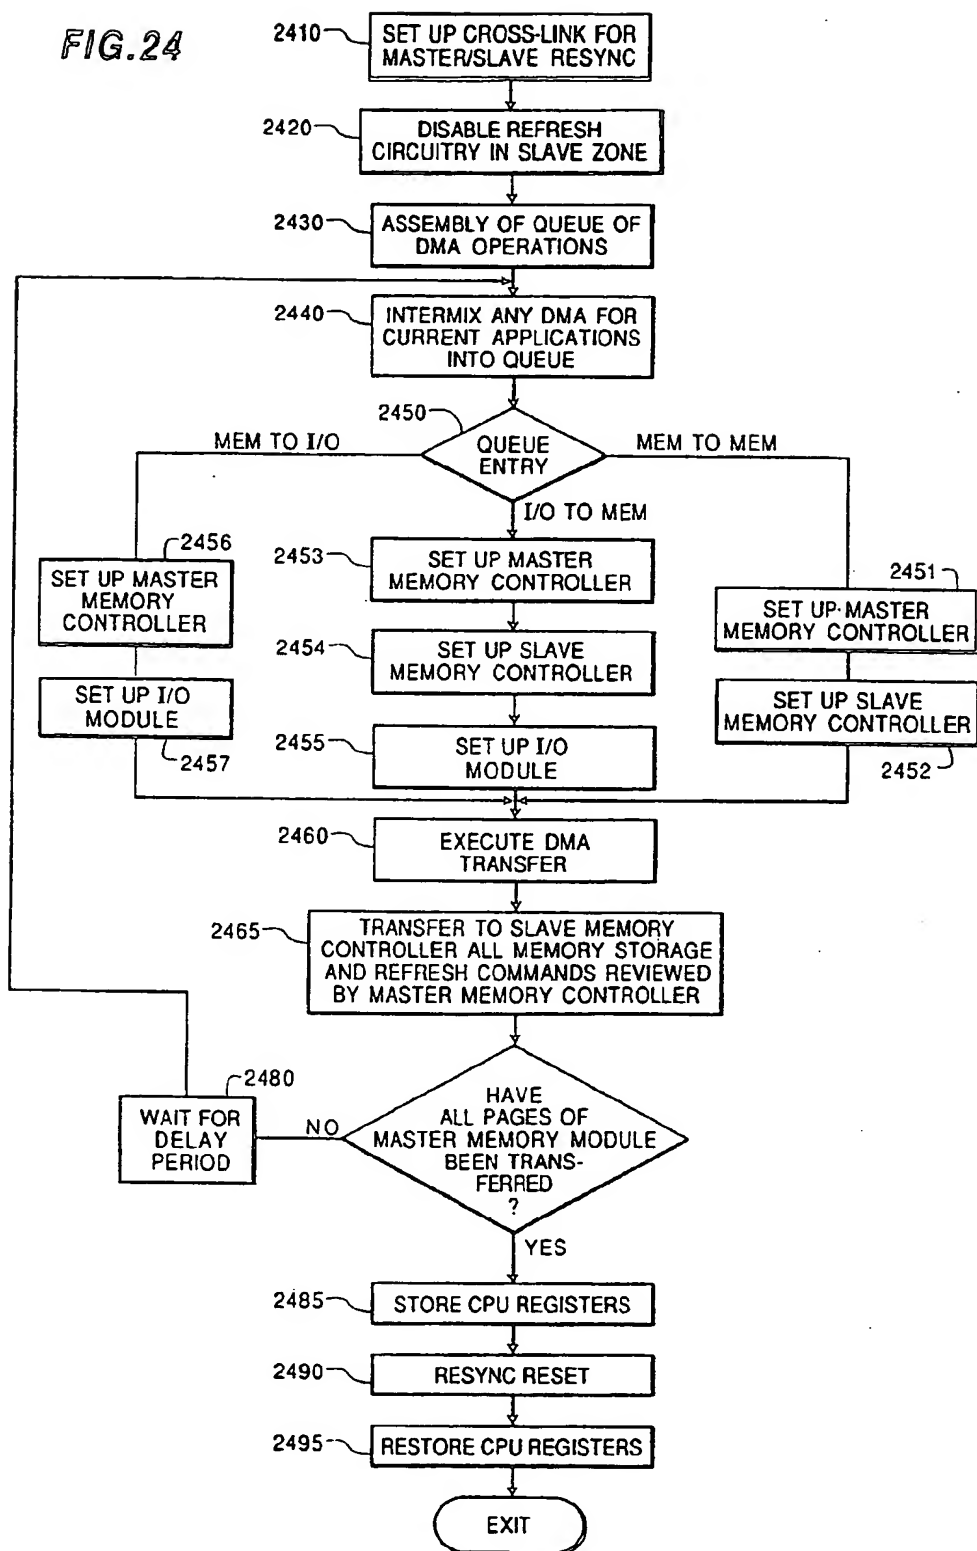 FIG.24
2410
SET UP CROSS-LINK FOR
MASTER/SLAVE RESYNC
2420
DISABLE REFRESH
CIRCUITRY IN SLAVE ZONE
2430
ASSEMBLY OF QUEUE OF
DMA OPERATIONS
2440
INTERMIX ANY DMA FOR
CURRENT APPLICATIONS
INTO QUEUE
2450
QUEUE
ENTRY
MEM TO I/O
MEM TO MEM
I/O TO MEM
2456
SET UP MASTER
MEMORY
CONTROLLER
SET UP I/O
MODULE
2457
2453
SET UP MASTER
MEMORY CONTROLLER
2454
SET UP SLAVE
MEMORY CONTROLLER
2455
SET UP I/O
MODULE
2451
SET UP MASTER
MEMORY CONTROLLER
SET UP SLAVE
MEMORY CONTROLLER
2452
2460
EXECUTE DMA
TRANSFER
2465
TRANSFER TO SLAVE MEMORY
CONTROLLER ALL MEMORY STORAGE
AND REFRESH COMMANDS REVIEWED
BY MASTER MEMORY CONTROLLER
HAVE
ALL PAGES OF
MASTER MEMORY MODULE
BEEN TRANS-
FERRED
?
NO
2480
WAIT FOR
DELAY
PERIOD
YES
2485
STORE CPU REGISTERS
2490
RESYNC RESET
2495
RESTORE CPU REGISTERS
EXIT